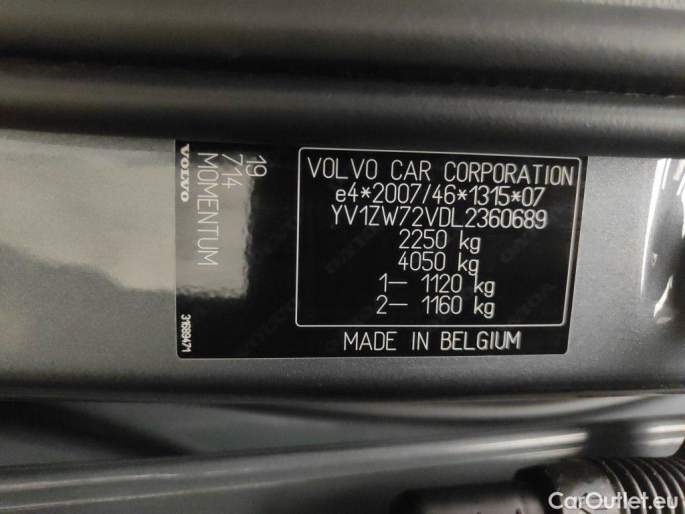 VOLVO CAR CORPORATION
e4*2007/46*1315*07
YV1ZW72VDL2360689
2250 kg
4050 kg
1– 1120 kg
2– 1160 kg
MADE IN BELGIUM
19
714
MOMENTUM
VOLVO
31689471
CarOutlet.eu